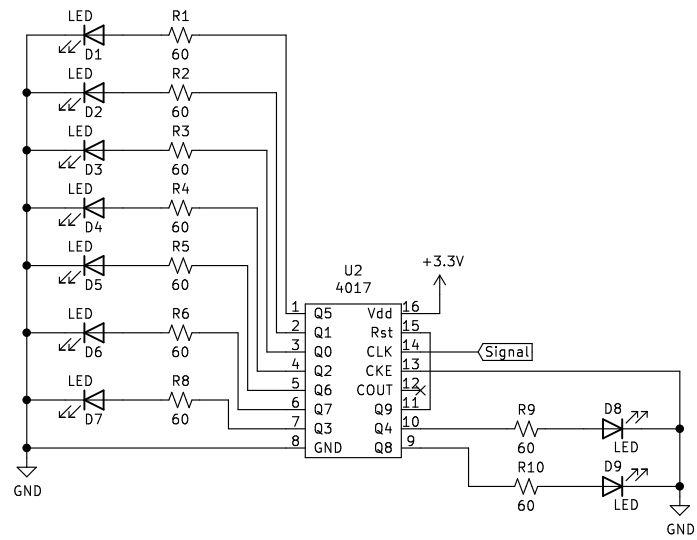 LED R1
D1 60
LED R2
D2 60
LED R3
D3 60
LED R4
D4 60
LED R5
D5 60
LED R6
D6 60
LED R8
D7 60
GND
+3.3V
U2
4017
1 Q5 Vdd 16
2 Q1 Rst 15
3 Q0 CLK 14 Signal
4 Q2 CKE 13
5 Q6 COUT 12
6 Q7 Q9 11
7 Q3 Q4 10
8 GND Q8 9
R9 D8
60 LED
R10 D9
60 LED
GND